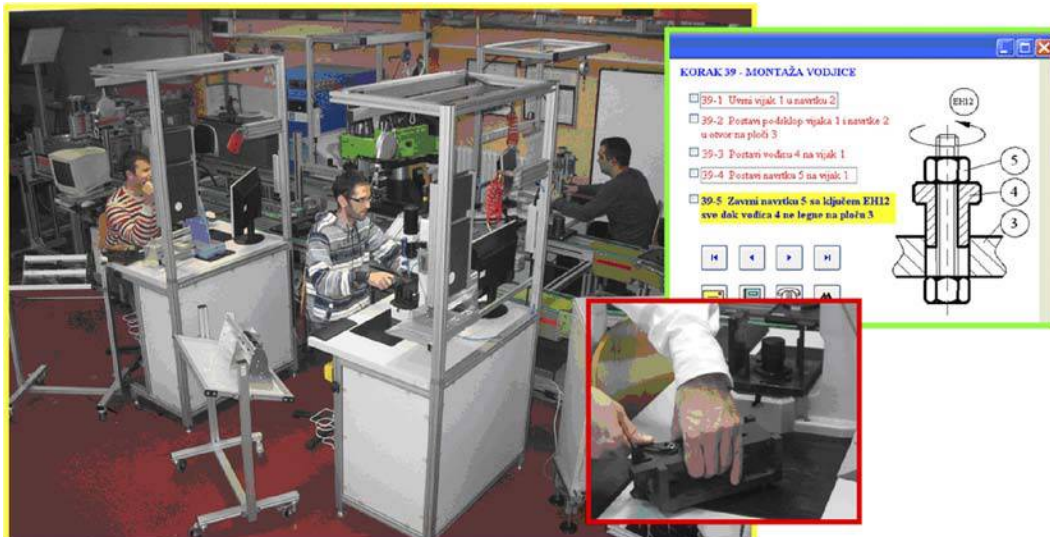 KORAK 39 - MONTAŽA VODJICE
39-1 Uvrni vijak 1 u navrtku 2
39-2 Postavi podsklop vijaka 1 i navrtke 2
u otvor na ploči 3
39-3 Postavi vođicu 4 na vijak 1
39-4 Postavi navrtku 5 na vijak 1
39-5 Zavrni navrtku 5 sa ključem EH12
sve dok vođica 4 ne legne na ploču 3
EH12
5
4
3